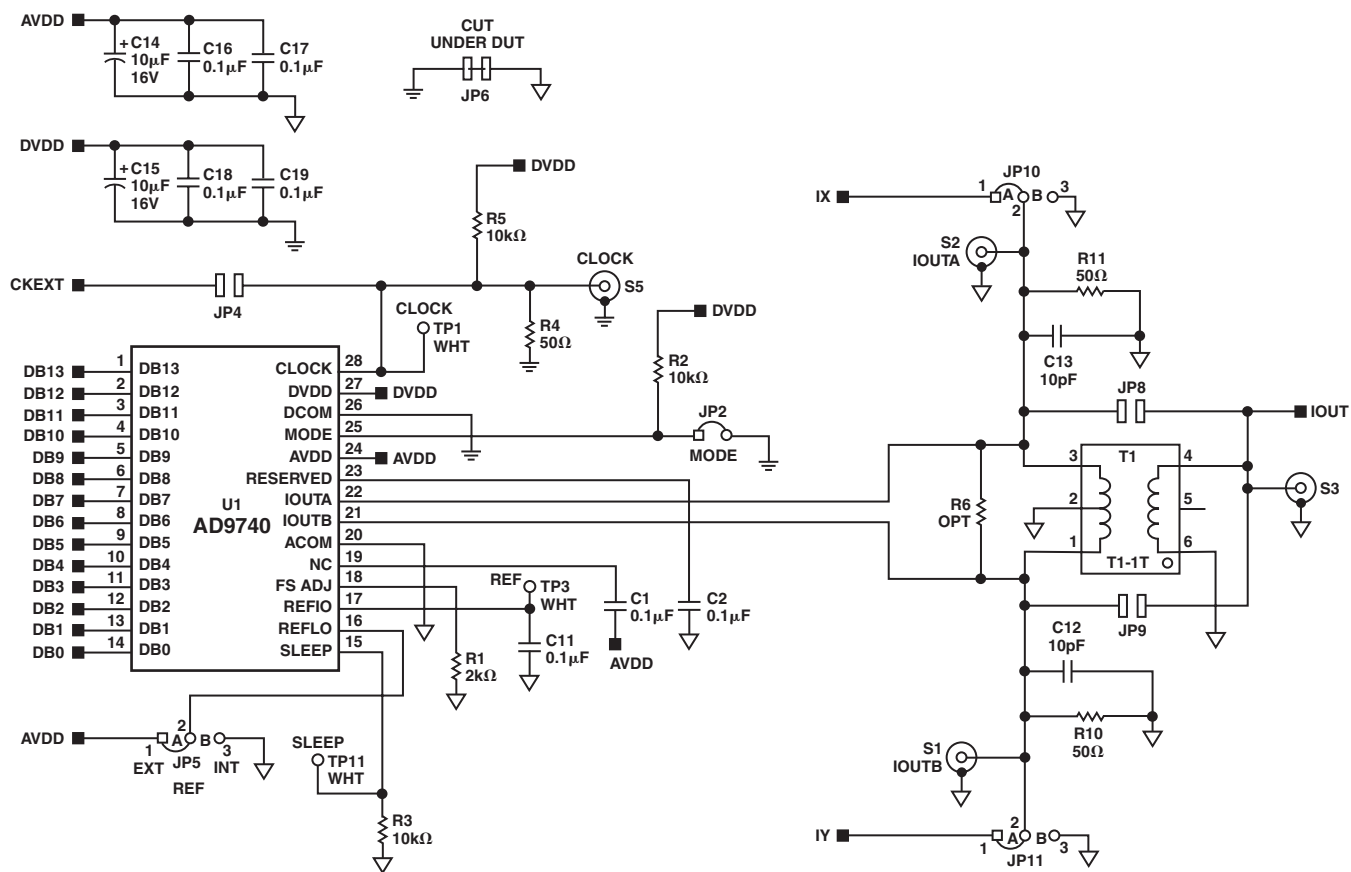 AVDD
+ C14
10µF
16V
C16
0.1µF
C17
0.1µF
CUT
UNDER DUT
JP6
DVDD
+ C15
10µF
16V
C18
0.1µF
C19
0.1µF
DVDD
R5
10kΩ
CKEXT
JP4
CLOCK
S5
CLOCK
TP1
WHT
R4
50Ω
DVDD
R2
10kΩ
JP2
MODE
DB13 1 DB13
DB12 2 DB12
DB11 3 DB11
DB10 4 DB10
DB9 5 DB9
DB8 6 DB8
DB7 7 DB7
DB6 8 DB6
DB5 9 DB5
DB4 10 DB4
DB3 11 DB3
DB2 12 DB2
DB1 13 DB1
DB0 14 DB0
U1
AD9740
CLOCK 28
DVDD 27 DVDD
DCOM 26
MODE 25
AVDD 24 AVDD
RESERVED 23
IOUTA 22
IOUTB 21
ACOM 20
NC 19
FS ADJ 18
REFIO 17
REFLO 16
SLEEP 15
REF
TP3
WHT
C11
0.1µF
R1
2kΩ
C1
0.1µF
AVDD
C2
0.1µF
AVDD
1 2 3
A B
EXT JP5 INT
REF
SLEEP
TP11
WHT
R3
10kΩ
IX
JP10
1 A B 3
2
S2
IOUTA
R11
50Ω
C13
10pF
JP8
IOUT
R6
OPT
T1
3 4
2 5
1 6
T1-1T
S3
JP9
C12
10pF
R10
50Ω
S1
IOUTB
IY
2
1 A B 3
JP11